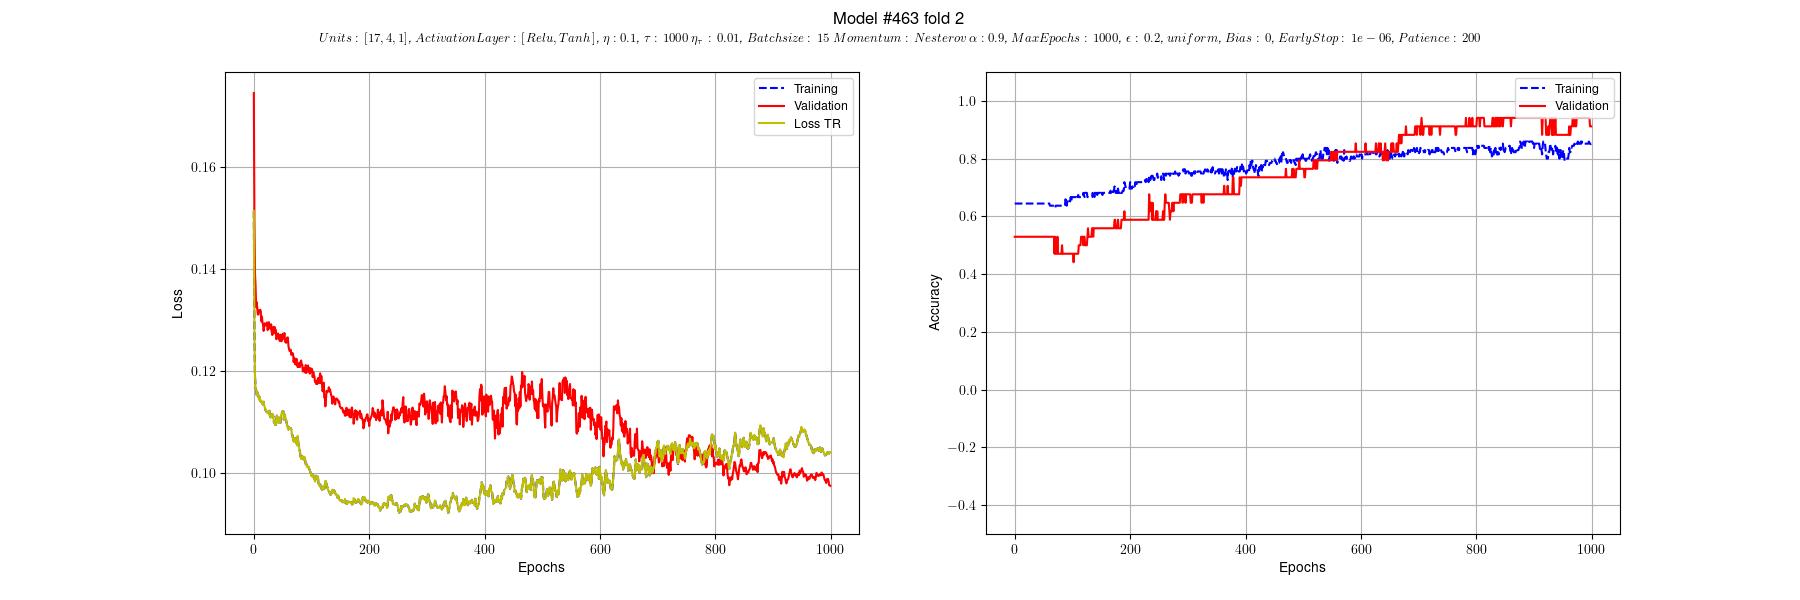 Model #463 fold 2
Units : [17, 4, 1], ActivationLayer : [Relu, Tanh], η : 0.1, τ : 1000 ητ : 0.01, Batchsize : 15 Momentum : Nesterov α : 0.9, MaxEpochs : 1000, ϵ : 0.2, uniform, Bias : 0, EarlyStop : 1e − 06, Patience : 200
Training
Validation
Loss TR
0.16
0.14
0.12
0.10
Loss
0 200 400 600 800 1000
Epochs
Training
Validation
1.0
0.8
0.6
0.4
0.2
0.0
−0.2
−0.4
Accuracy
0 200 400 600 800 1000
Epochs